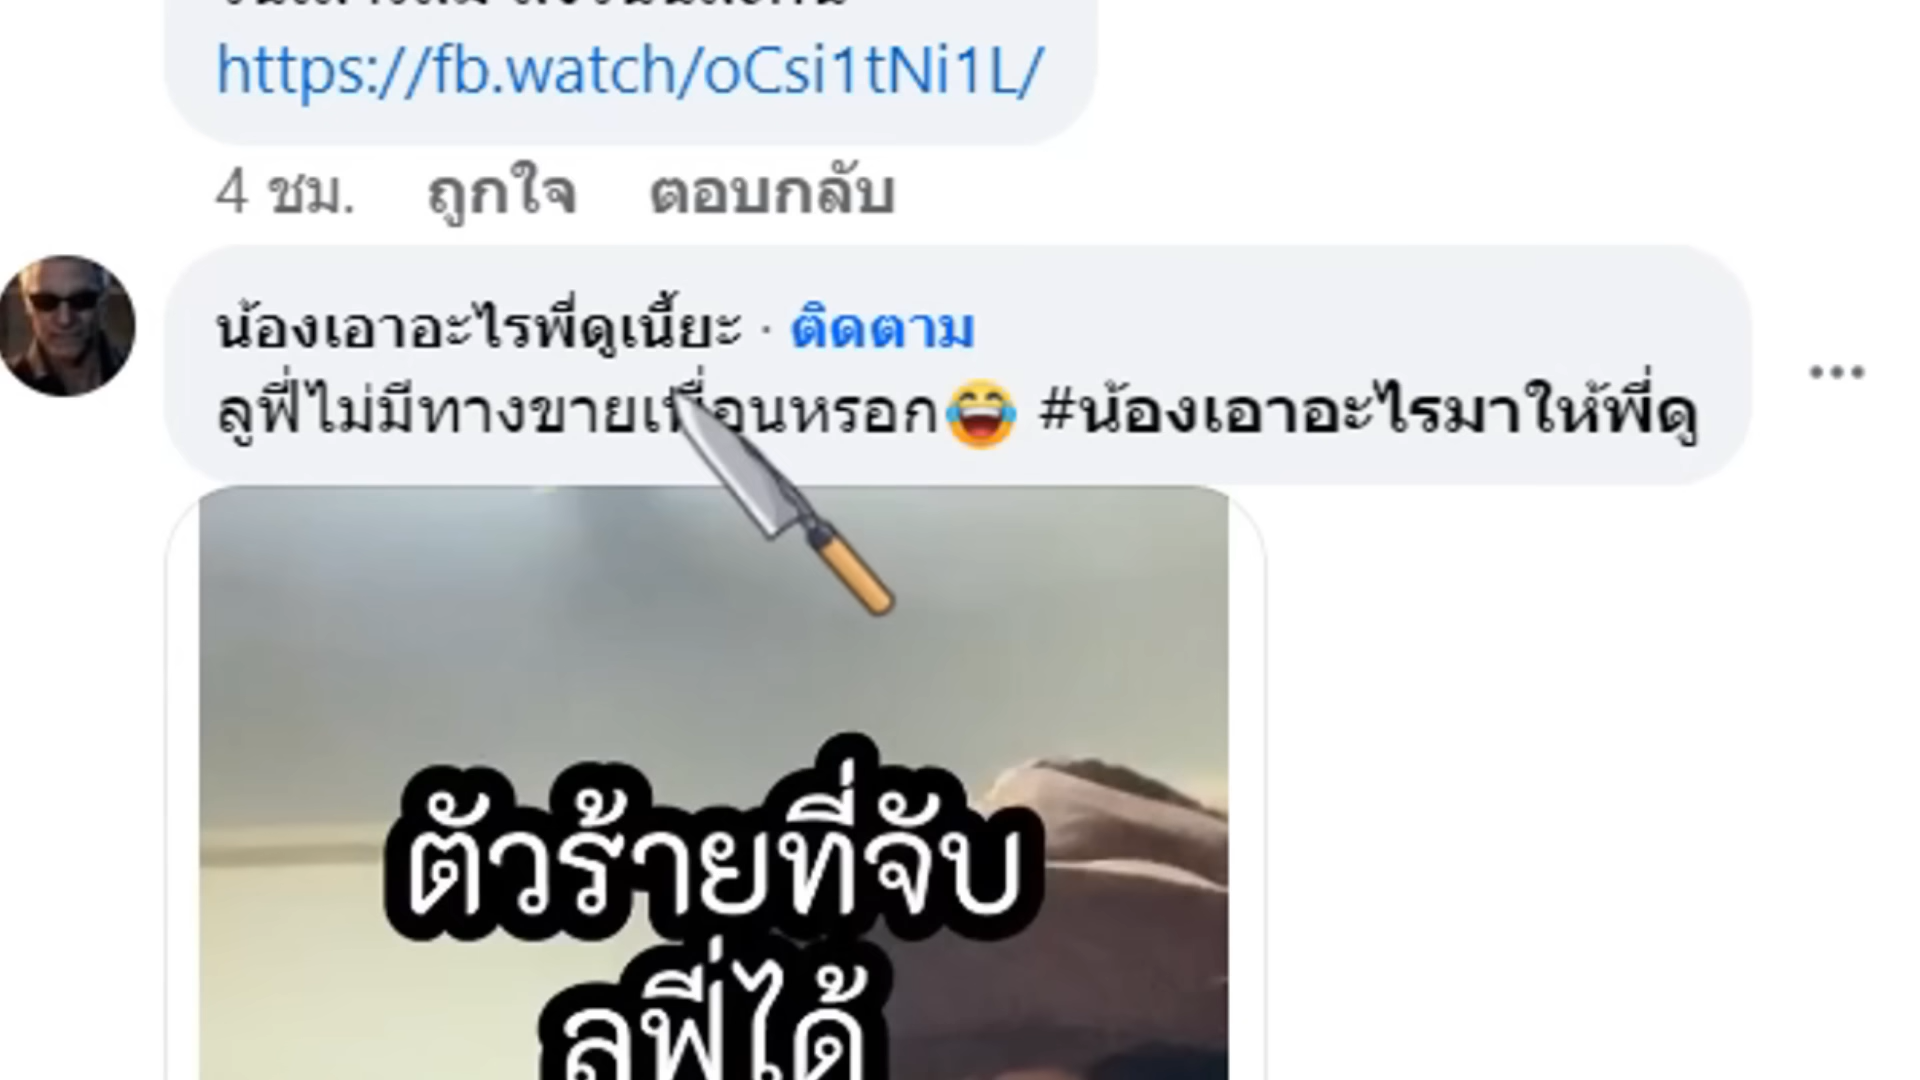 https://fb.watch/oCsi1tNi1L/
4 ชม. ถูกใจ ตอบกลับ
น้องเอาอะไรพี่ดูเนี้ยะ · ติดตาม
ลูฟี่ไม่มีทางขายเพื่อนหรอก😂 #น้องเอาอะไรมาให้พี่ดู
ตัวร้ายที่จับ
ลูฟี่ได้